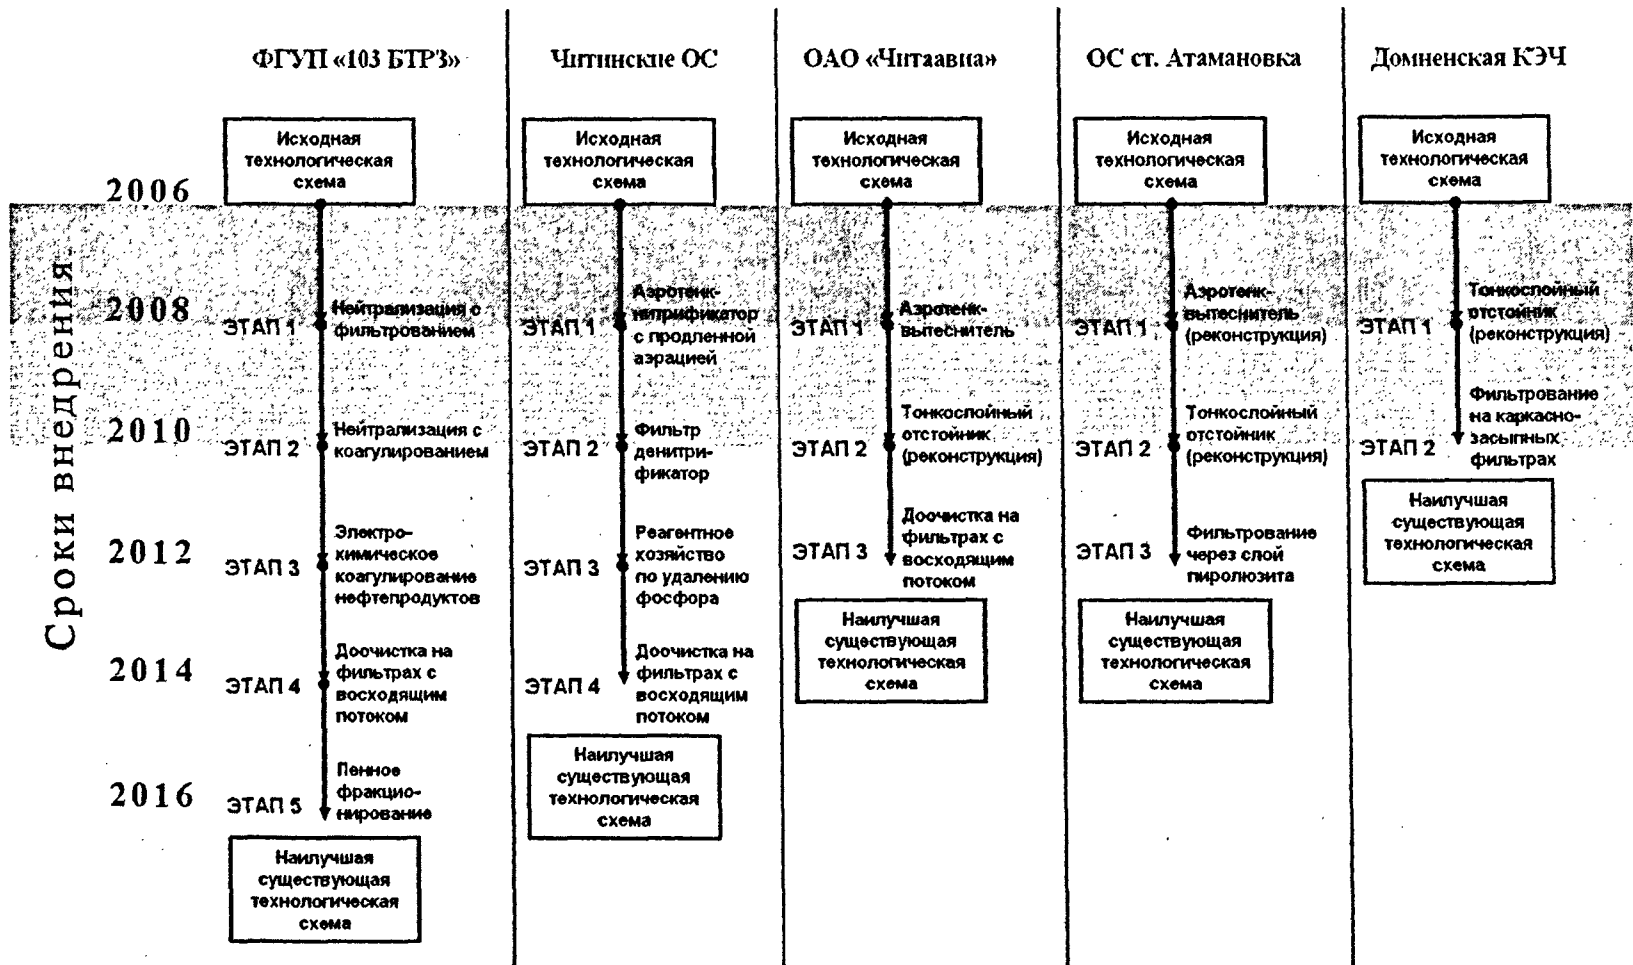 ФГУП «103 БТРЗ»
Читинские ОС
ОАО «Читаавиа»
ОС ст. Атамановка
Домненская КЭЧ
Сроки внедрения
2006
2008
2010
2012
2014
2016
Исходная
технологическая
схема
ЭТАП 1
Нейтрализация с
фильтрованием
ЭТАП 2
Нейтрализация с
коагулированием
ЭТАП 3
Электро-
химическое
коагулирование
нефтепродуктов
ЭТАП 4
Доочистка на
фильтрах с
восходящим
потоком
ЭТАП 5
Пенное
фракцио-
нирование
Наилучшая
существующая
технологическая
схема
Исходная
технологическая
схема
ЭТАП 1
Аэротенк-
нитрификатор
с продленной
аэрацией
ЭТАП 2
Фильтр
денитри-
фикатор
ЭТАП 3
Реагентное
хозяйство
по удалению
фосфора
ЭТАП 4
Доочистка на
фильтрах с
восходящим
потоком
Наилучшая
существующая
технологическая
схема
Исходная
технологическая
схема
ЭТАП 1
Аэротенк-
вытеснитель
ЭТАП 2
Тонкослойный
отстойник
(реконструкция)
ЭТАП 3
Доочистка на
фильтрах с
восходящим
потоком
Наилучшая
существующая
технологическая
схема
Исходная
технологическая
схема
ЭТАП 1
Аэротенк-
вытеснитель
(реконструкция)
ЭТАП 2
Тонкослойный
отстойник
(реконструкция)
ЭТАП 3
Фильтрование
через слой
пиролюзита
Наилучшая
существующая
технологическая
схема
Исходная
технологическая
схема
ЭТАП 1
Тонкослойный
отстойник
(реконструкция)
ЭТАП 2
Фильтрование
на каркасно-
засыпных
фильтрах
Наилучшая
существующая
технологическая
схема